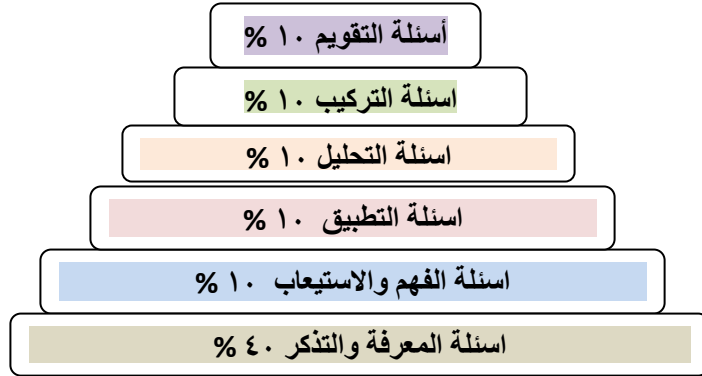 أسئلة التقويم ١٠ %
اسئلة التركيب ١٠ %
اسئلة التحليل ١٠ %
اسئلة التطبيق ١٠ %
اسئلة الفهم والاستيعاب ١٠ %
اسئلة المعرفة والتذكر ٤٠ %